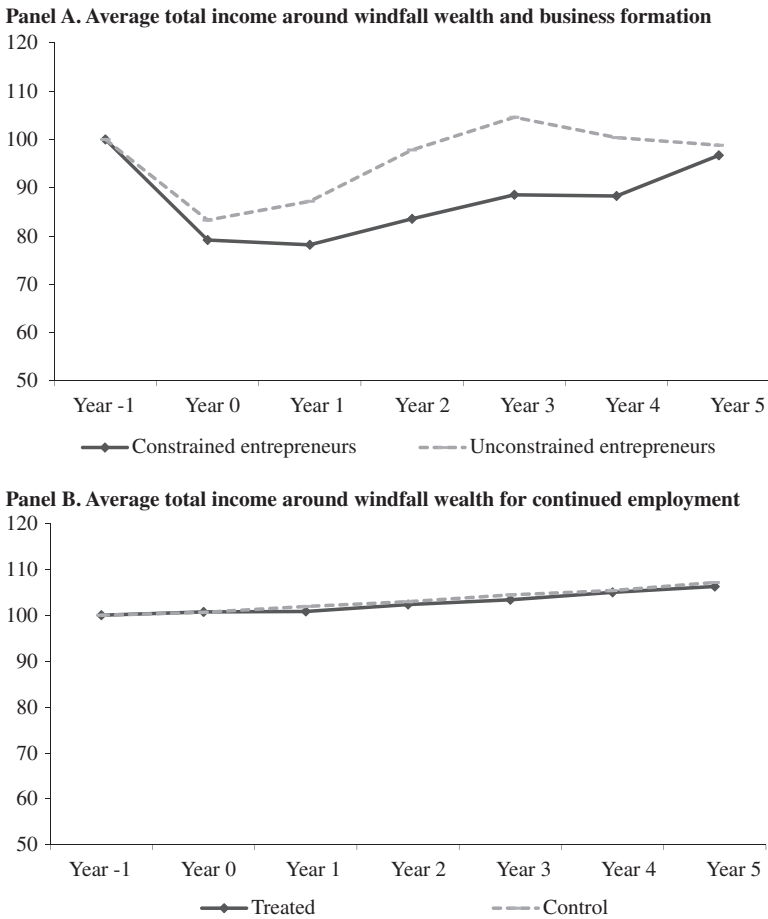 Panel A. Average total income around windfall wealth and business formation
120
110
100
90
80
70
60
50
Year -1 Year 0 Year 1 Year 2 Year 3 Year 4 Year 5
Constrained entrepreneurs Unconstrained entrepreneurs
Panel B. Average total income around windfall wealth for continued employment
120
110
100
90
80
70
60
50
Year -1 Year 0 Year 1 Year 2 Year 3 Year 4 Year 5
Treated Control